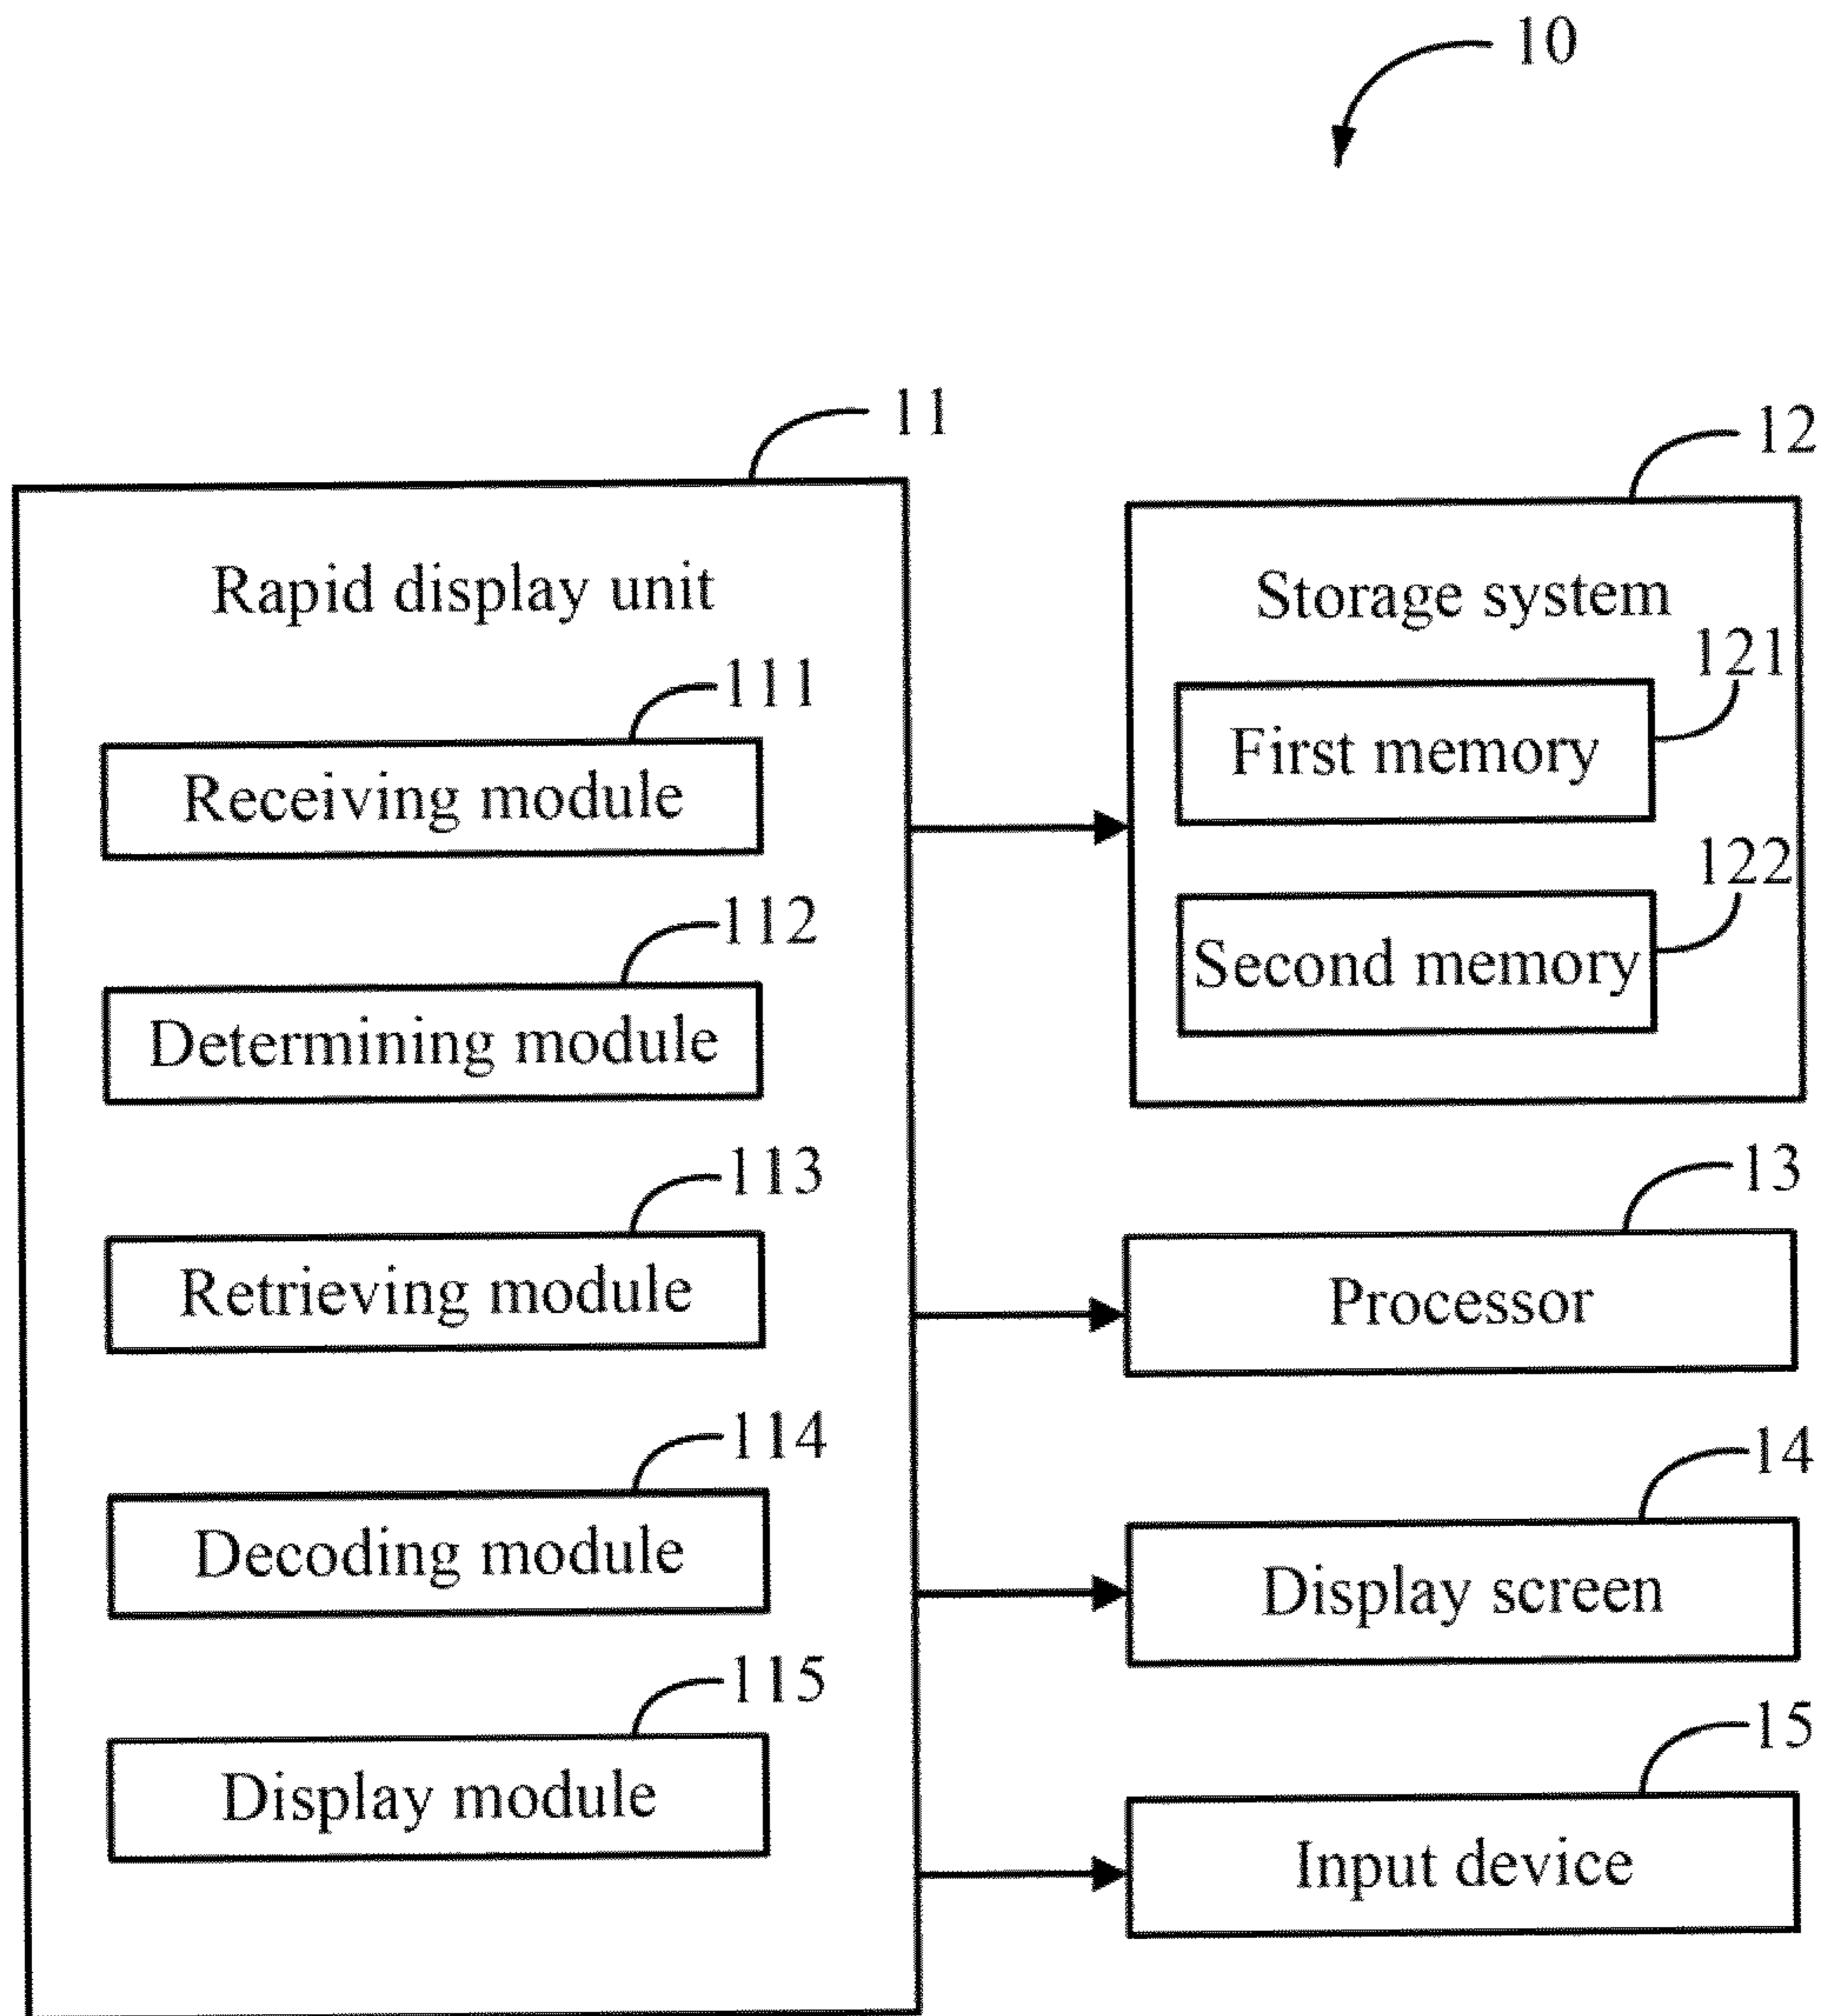 10
11
Rapid display unit
111
Receiving module
112
Determining module
113
Retrieving module
114
Decoding module
115
Display module
12
Storage system
121
First memory
122
Second memory
13
Processor
14
Display screen
15
Input device